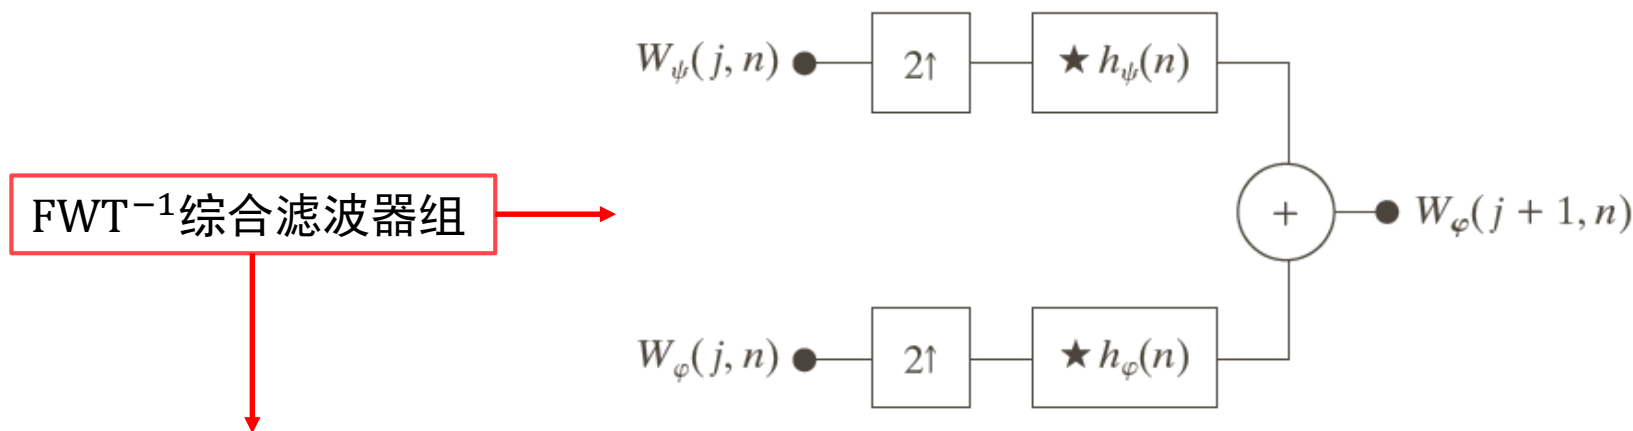 W_ψ(j, n)
2↑
★ h_ψ(n)
FWT⁻¹综合滤波器组
+
W_φ(j + 1, n)
W_φ(j, n)
2↑
★ h_φ(n)